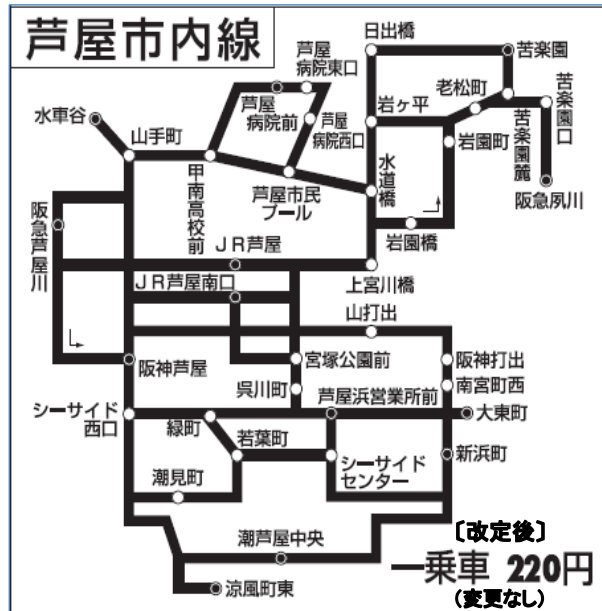 芦屋市内線
日出橋
苦楽園
芦屋
病院東口
芦屋
病院前
芦屋
病院西口
老松町
苦楽園口
水車谷
山手町
岩ヶ平
岩園町
苦楽園麓
甲南高校前
芦屋市民
プール
水道橋
阪急夙川
阪急芦屋川
岩園橋
JR芦屋
上宮川橋
JR芦屋南口
山打出
阪神芦屋
宮塚公園前
阪神打出
呉川町
南宮町西
芦屋浜営業所前
シーサイド
西口
緑町
大東町
若葉町
シーサイド
センター
新浜町
潮見町
潮芦屋中央
涼風町東
〔改定後〕
一乗車 220円
(変更なし)